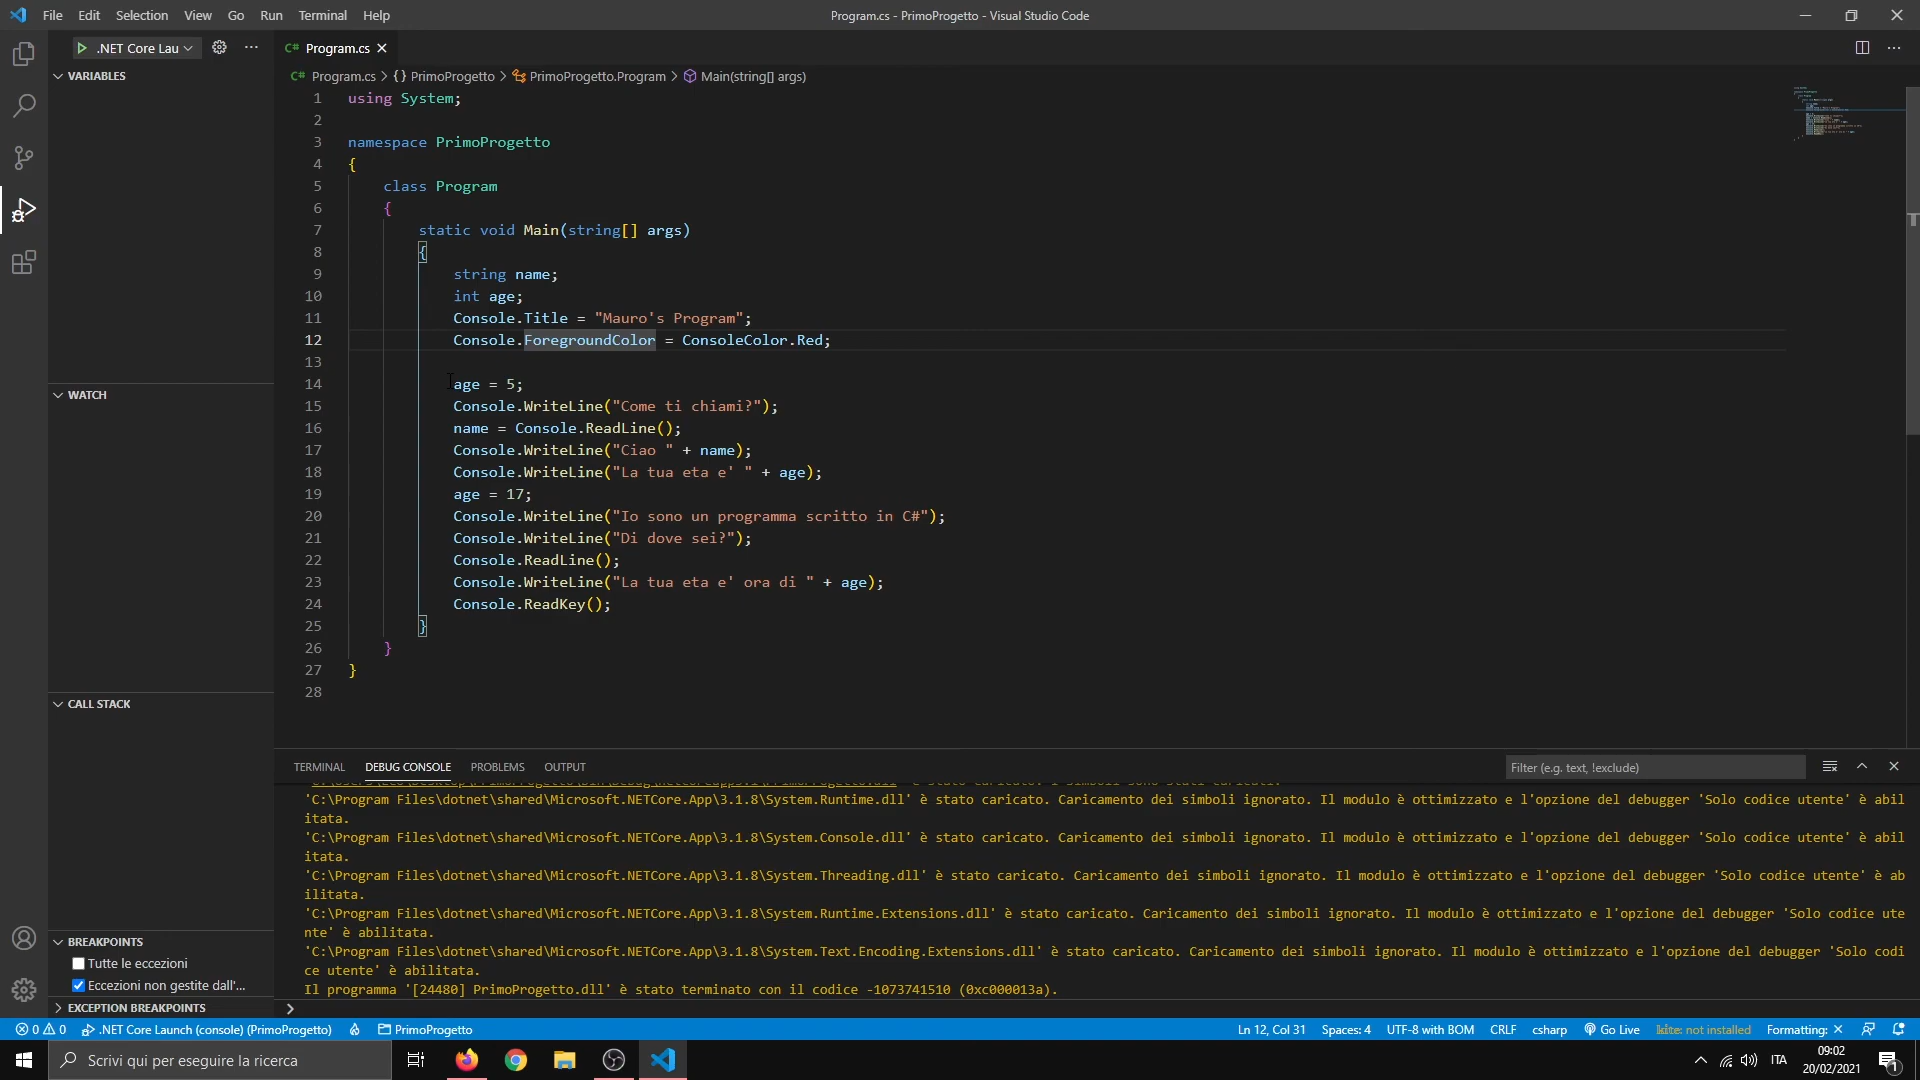 File Edit Selection View Go Run Terminal Help
Program.cs - PrimoProgetto - Visual Studio Code
.NET Core Lau
Program.cs
VARIABLES
Program.cs > {} PrimoProgetto > PrimoProgetto.Program > Main(string[] args)
1 using System;
2
3 namespace PrimoProgetto
4 {
5 class Program
6 {
7 static void Main(string[] args)
8 {
9 string name;
10 int age;
11 Console.Title = "Mauro's Program";
12 Console.ForegroundColor = ConsoleColor.Red;
13
14 age = 5;
15 Console.WriteLine("Come ti chiami?");
16 name = Console.ReadLine();
17 Console.WriteLine("Ciao " + name);
18 Console.WriteLine("La tua eta e' " + age);
19 age = 17;
20 Console.WriteLine("Io sono un programma scritto in C#");
21 Console.WriteLine("Di dove sei?");
22 Console.ReadLine();
23 Console.WriteLine("La tua eta e' ora di " + age);
24 Console.ReadKey();
25 }
26 }
27 }
28
WATCH
CALL STACK
BREAKPOINTS
Tutte le eccezioni
Eccezioni non gestite dall'...
EXCEPTION BREAKPOINTS
TERMINAL DEBUG CONSOLE PROBLEMS OUTPUT
Filter (e.g. text, !exclude)
'C:\Program Files\dotnet\shared\Microsoft.NETCore.App\3.1.8\System.Runtime.dll' è stato caricato. Caricamento dei simboli ignorato. Il modulo è ottimizzato e l'opzione del debugger 'Solo codice utente' è abil
itata.
'C:\Program Files\dotnet\shared\Microsoft.NETCore.App\3.1.8\System.Console.dll' è stato caricato. Caricamento dei simboli ignorato. Il modulo è ottimizzato e l'opzione del debugger 'Solo codice utente' è abil
itata.
'C:\Program Files\dotnet\shared\Microsoft.NETCore.App\3.1.8\System.Threading.dll' è stato caricato. Caricamento dei simboli ignorato. Il modulo è ottimizzato e l'opzione del debugger 'Solo codice utente' è ab
ilitata.
'C:\Program Files\dotnet\shared\Microsoft.NETCore.App\3.1.8\System.Runtime.Extensions.dll' è stato caricato. Caricamento dei simboli ignorato. Il modulo è ottimizzato e l'opzione del debugger 'Solo codice ute
nte' è abilitata.
'C:\Program Files\dotnet\shared\Microsoft.NETCore.App\3.1.8\System.Text.Encoding.Extensions.dll' è stato caricato. Caricamento dei simboli ignorato. Il modulo è ottimizzato e l'opzione del debugger 'Solo codi
ce utente' è abilitata.
Il programma '[24480] PrimoProgetto.dll' è stato terminato con il codice -1073741510 (0xc000013a).
0 0 .NET Core Launch (console) (PrimoProgetto) PrimoProgetto
Ln 12, Col 31 Spaces: 4 UTF-8 with BOM CRLF csharp Go Live kite: not installed Formatting: ×
Scrivi qui per eseguire la ricerca
ITA
09:02
20/02/2021
1